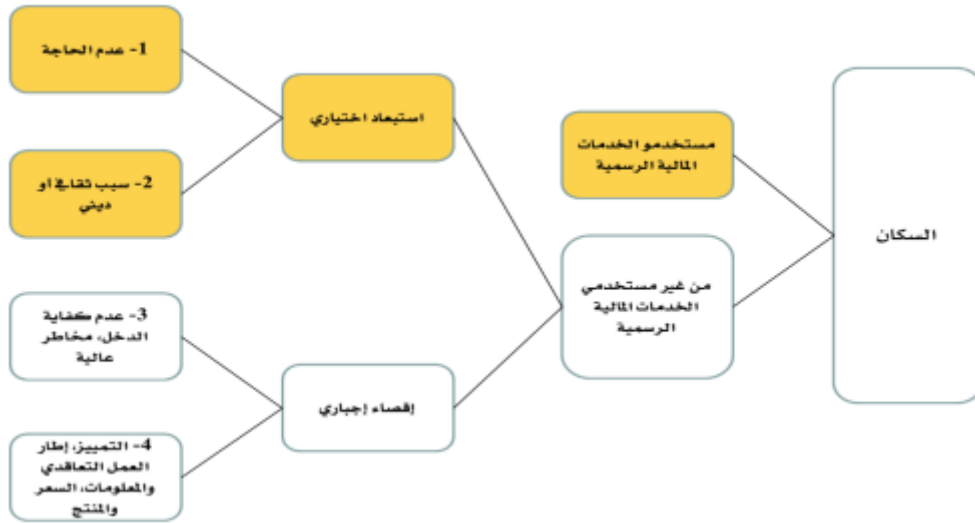 السكان
مستخدمو الخدمات
المالية الرسمية
من غير مستخدمي
الخدمات المالية
الرسمية
استبعاد اختياري
إقصاء إجباري
1- عدم الحاجة
2- سبب ثقافي أو
ديني
3- عدم كفاية
الدخل، مخاطر
عالية
4- التمييز، إطار
العمل التعاقدي
والمعلومات، السعر
والمنتج